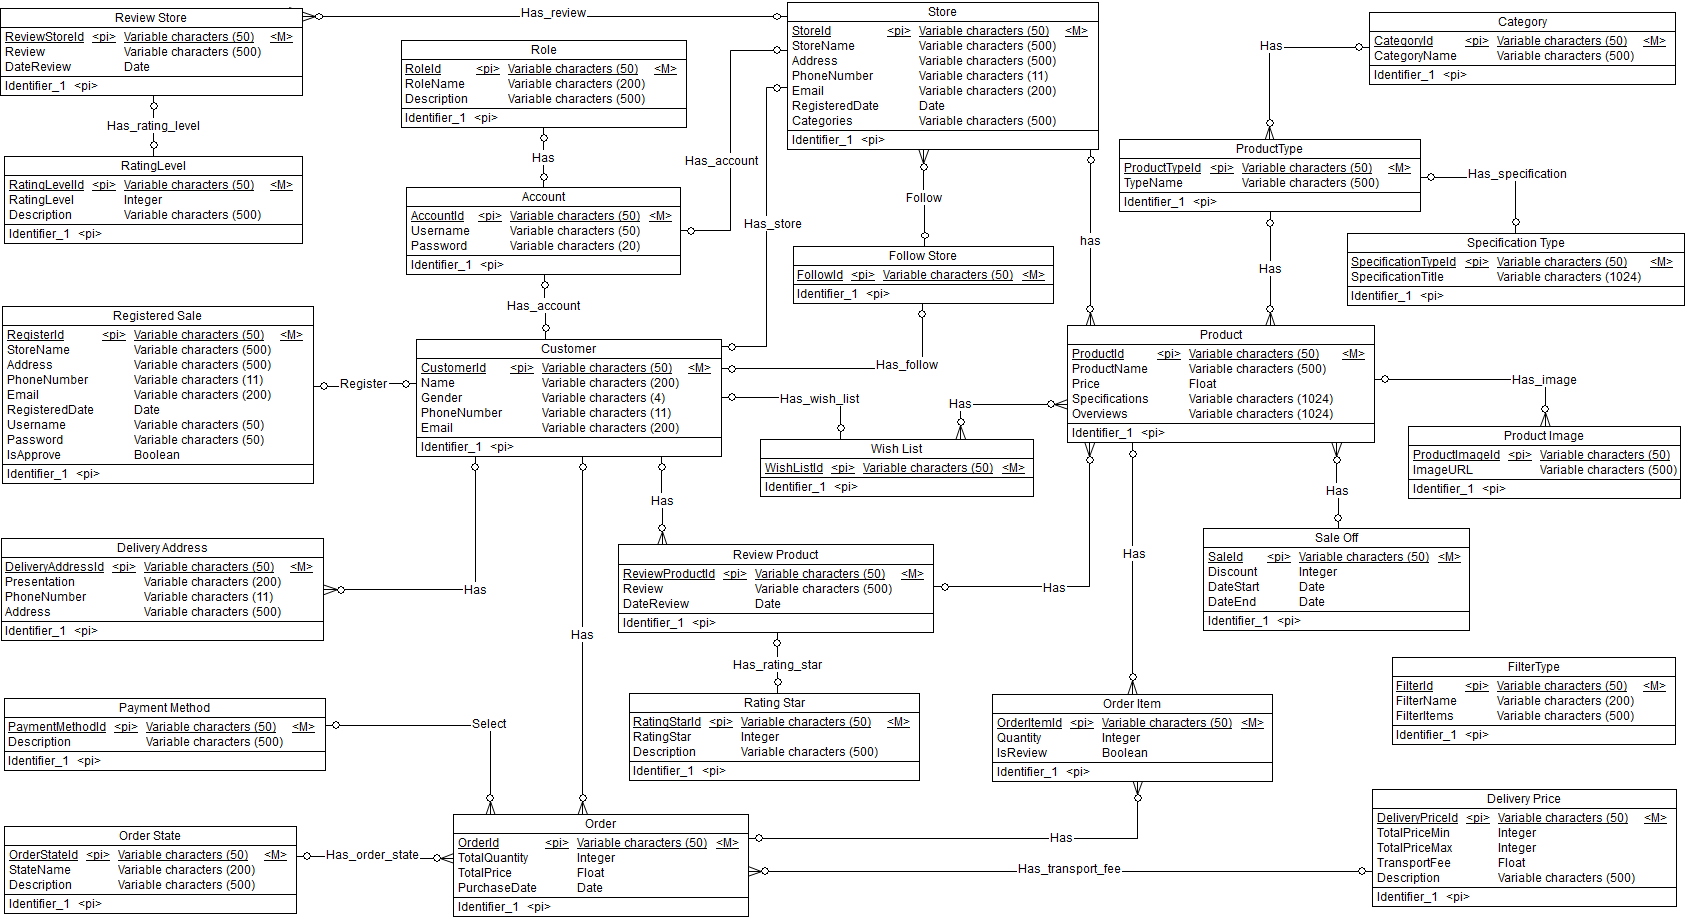 Review Store
ReviewStoreId <pi> Variable characters (50) <M>
Review Variable characters (500)
DateReview Date
Identifier_1 <pi>
Has_review
Store
StoreId <pi> Variable characters (50) <M>
StoreName Variable characters (500)
Address Variable characters (500)
PhoneNumber Variable characters (11)
Email Variable characters (200)
RegisteredDate Date
Categories Variable characters (500)
Identifier_1 <pi>
Category
CategoryId <pi> Variable characters (50) <M>
CategoryName Variable characters (500)
Identifier_1 <pi>
Has
Role
RoleId <pi> Variable characters (50) <M>
RoleName Variable characters (200)
Description Variable characters (500)
Identifier_1 <pi>
Has_rating_level
Has
Has_account
RatingLevel
RatingLevelId <pi> Variable characters (50) <M>
RatingLevel Integer
Description Variable characters (500)
Identifier_1 <pi>
Account
AccountId <pi> Variable characters (50) <M>
Username Variable characters (50)
Password Variable characters (20)
Identifier_1 <pi>
ProductType
ProductTypeId <pi> Variable characters (50) <M>
TypeName Variable characters (500)
Identifier_1 <pi>
Has_specification
Follow
Has_store
has
Has
Specification Type
SpecificationTypeId <pi> Variable characters (50) <M>
SpecificationTitle Variable characters (1024)
Identifier_1 <pi>
Follow Store
FollowId <pi> Variable characters (50) <M>
Identifier_1 <pi>
Has_account
Registered Sale
RegisterId <pi> Variable characters (50) <M>
StoreName Variable characters (500)
Address Variable characters (500)
PhoneNumber Variable characters (11)
Email Variable characters (200)
RegisteredDate Date
Username Variable characters (50)
Password Variable characters (50)
IsApprove Boolean
Identifier_1 <pi>
Register
Customer
CustomerId <pi> Variable characters (50) <M>
Name Variable characters (200)
Gender Variable characters (4)
PhoneNumber Variable characters (11)
Email Variable characters (200)
Identifier_1 <pi>
Has_follow
Has_wish_list
Has
Product
ProductId <pi> Variable characters (50) <M>
ProductName Variable characters (500)
Price Float
Specifications Variable characters (1024)
Overviews Variable characters (1024)
Identifier_1 <pi>
Has_image
Wish List
WishListId <pi> Variable characters (50) <M>
Identifier_1 <pi>
Product Image
ProductImageId <pi> Variable characters (50)
ImageURL Variable characters (500)
Identifier_1 <pi>
Has
Has
Sale Off
SaleId <pi> Variable characters (50) <M>
Discount Integer
DateStart Date
DateEnd Date
Identifier_1 <pi>
Delivery Address
DeliveryAddressId <pi> Variable characters (50) <M>
Presentation Variable characters (200)
PhoneNumber Variable characters (11)
Address Variable characters (500)
Identifier_1 <pi>
Has
Has
Review Product
ReviewProductId <pi> Variable characters (50) <M>
Review Variable characters (500)
DateReview Date
Identifier_1 <pi>
Has
Has
Has_rating_star
Rating Star
RatingStarId <pi> Variable characters (50) <M>
RatingStar Integer
Description Variable characters (500)
Identifier_1 <pi>
FilterType
FilterId <pi> Variable characters (50) <M>
FilterName Variable characters (200)
FilterItems Variable characters (500)
Identifier_1 <pi>
Payment Method
PaymentMethodId <pi> Variable characters (50) <M>
Description Variable characters (500)
Identifier_1 <pi>
Select
Order Item
OrderItemId <pi> Variable characters (50) <M>
Quantity Integer
IsReview Boolean
Identifier_1 <pi>
Order State
OrderStateId <pi> Variable characters (50) <M>
StateName Variable characters (200)
Description Variable characters (500)
Identifier_1 <pi>
Has_order_state
Order
OrderId <pi> Variable characters (50) <M>
TotalQuantity Integer
TotalPrice Float
PurchaseDate Date
Identifier_1 <pi>
Has
Has_transport_fee
Delivery Price
DeliveryPriceId <pi> Variable characters (50) <M>
TotalPriceMin Integer
TotalPriceMax Integer
TransportFee Float
Description Variable characters (500)
Identifier_1 <pi>